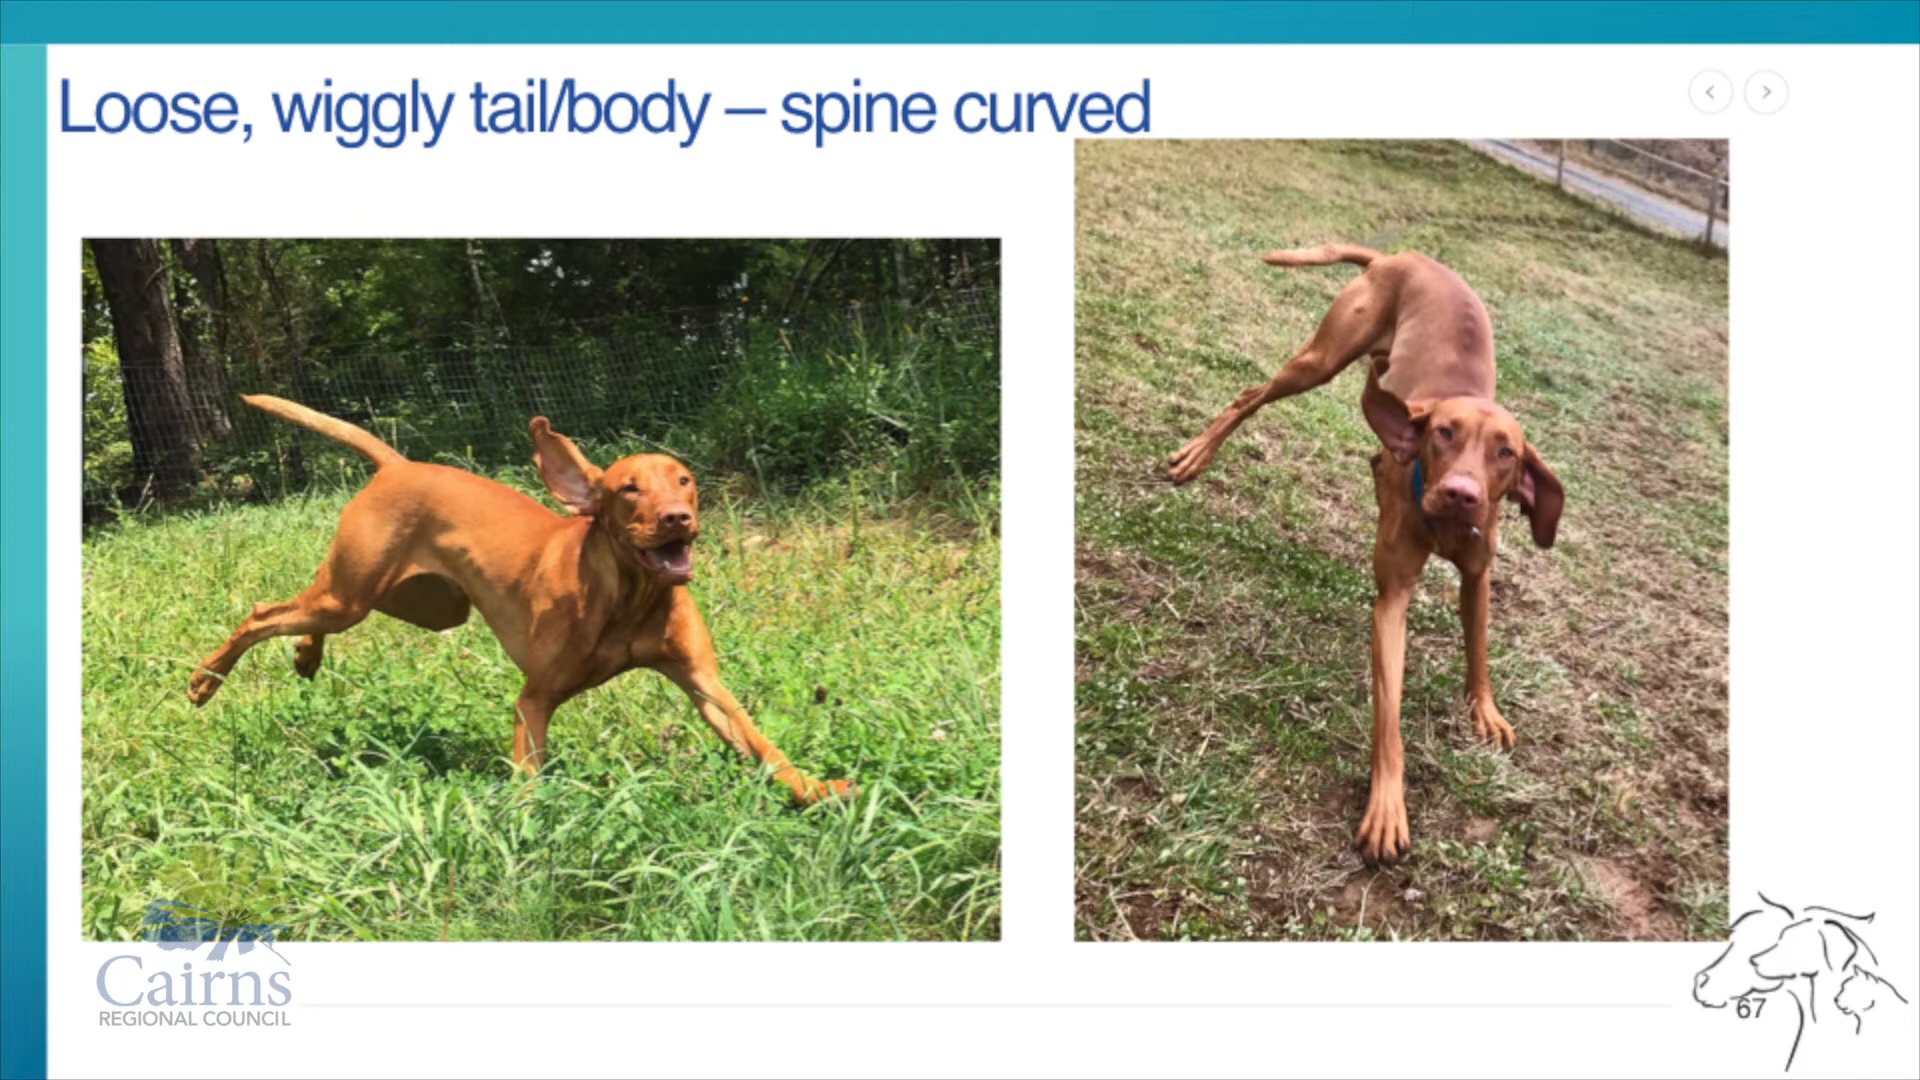 Loose, wiggly tail/body – spine curved
Cairns
REGIONAL COUNCIL
67